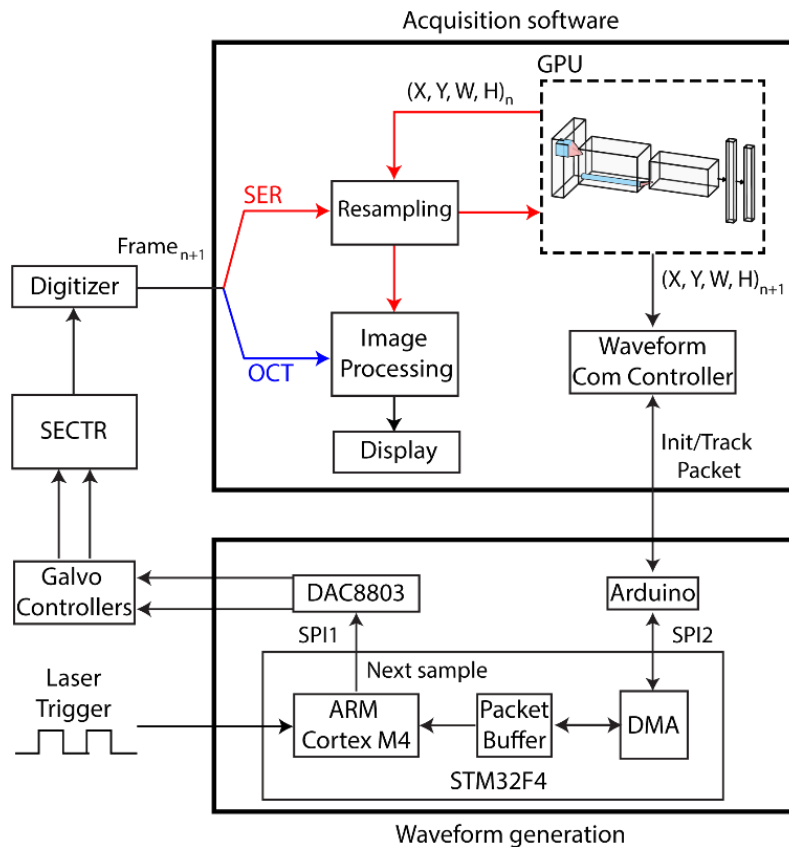 Acquisition software
GPU
(X, Y, W, H)n
SER
Resampling
Frame n+1
Digitizer
(X, Y, W, H)n+1
OCT
Image
Processing
Waveform
Com Controller
SECTR
Display
Init/Track
Packet
Galvo
Controllers
DAC8803
Arduino
SPI1
SPI2
Laser
Trigger
Next sample
ARM
Cortex M4
Packet
Buffer
DMA
STM32F4
Waveform generation